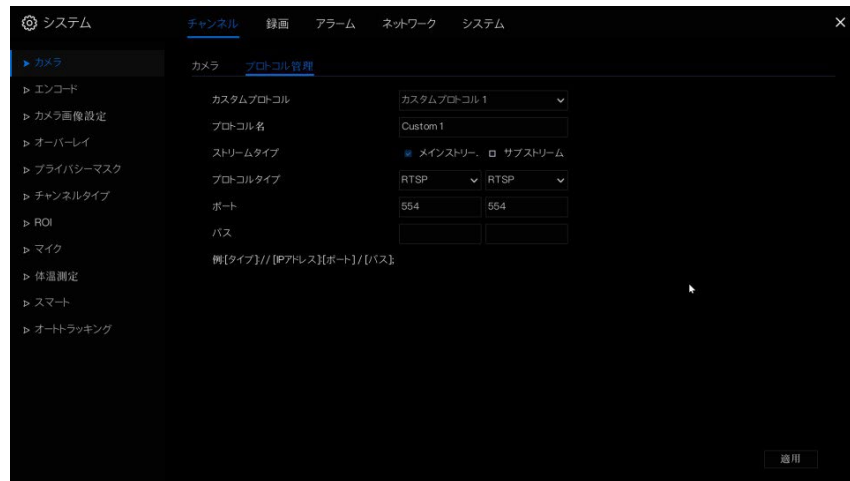 システム チャンネル 録画 アラーム ネットワーク システム ×
カメラ カメラ プロトコル管理
エンコード
カスタムプロトコル カスタムプロトコル 1
カメラ画像設定
プロトコル名 Custom 1
オーバーレイ
ストリームタイプ メインストリー. サブストリーム
プライバシーマスク
プロトコルタイプ RTSP RTSP
チャンネルタイプ
ポート 554 554
ROI
パス
マイク
例:[タイプ]://[IPアドレス]:[ポート]/[パス];
体温測定
スマート
オートトラッキング
適用